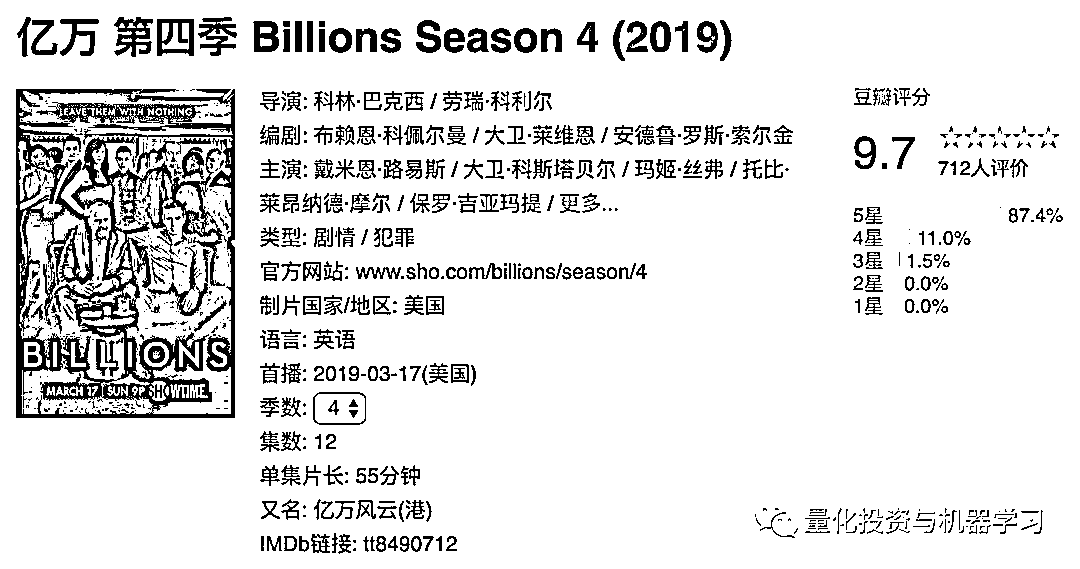 亿万 第四季 Billions Season 4 (2019)
LEAVE THEM WITH NOTHING
BILLIONS
MARCH 17 SUN 9P SHOWTIME
导演: 科林·巴克西 / 劳瑞·科利尔
编剧: 布赖恩·科佩尔曼 / 大卫·莱维恩 / 安德鲁·罗斯·索尔金
主演: 戴米恩·路易斯 / 大卫·科斯塔贝尔 / 玛姬·丝弗 / 托比·
莱昂纳德·摩尔 / 保罗·吉亚玛提 / 更多...
类型: 剧情 / 犯罪
官方网站: www.sho.com/billions/season/4
制片国家/地区: 美国
语言: 英语
首播: 2019-03-17(美国)
季数: 4
集数: 12
单集片长: 55分钟
又名: 亿万风云(港)
IMDb链接: tt8490712
豆瓣评分
9.7
712人评价
5星 87.4%
4星 11.0%
3星 1.5%
2星 0.0%
1星 0.0%
量化投资与机器学习